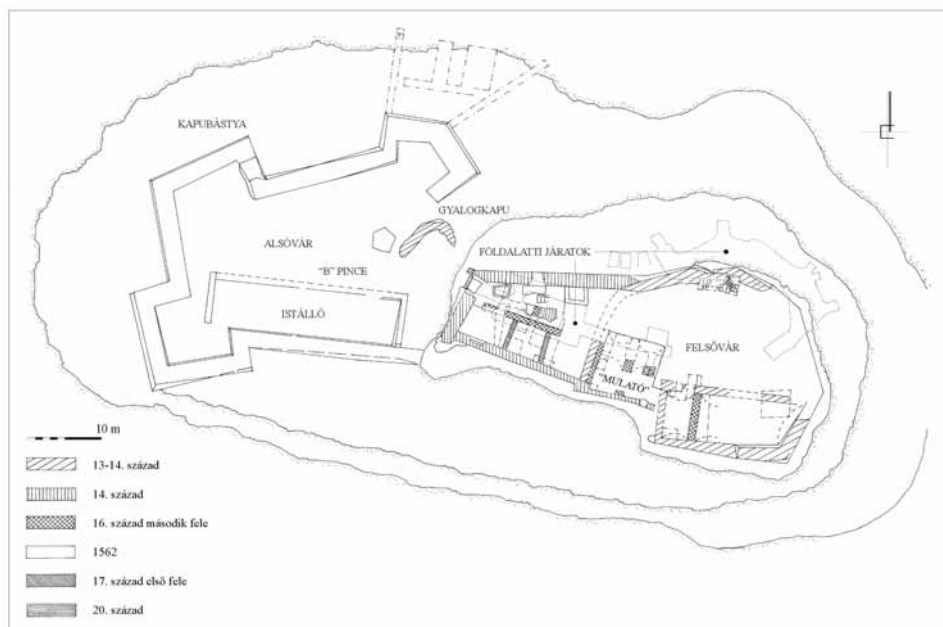 KAPUBÁSTYA
GYALOGKAPU
ALSÓVÁR
FÖLDALATTI JÁRATOK
"B" PINCE
ISTÁLLÓ
FELSŐVÁR
"MULATÓ"
10 m
13-14. század
14. század
16. század második fele
1562
17. század első fele
20. század